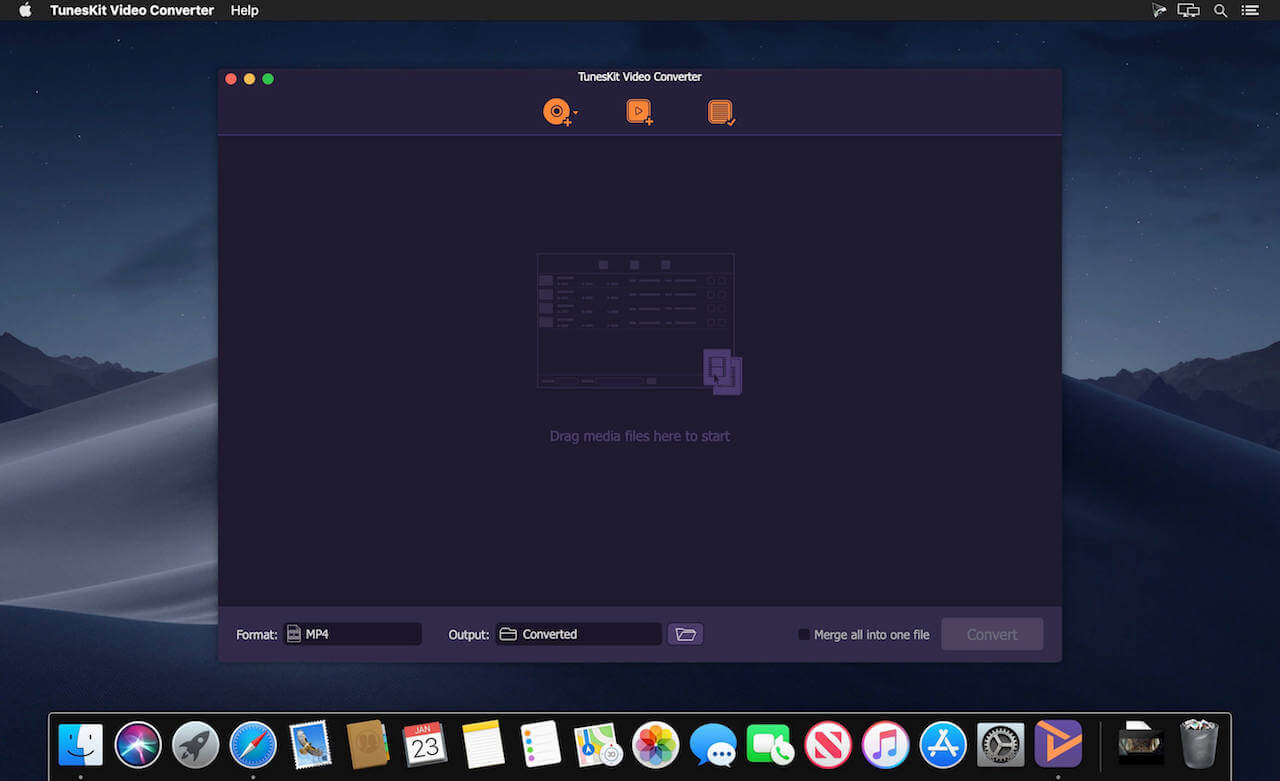 TunesKit Video Converter Help
TunesKit Video Converter
Drag media files here to start
Format: MP4 Output: Converted Merge all into one file Convert
JAN
23